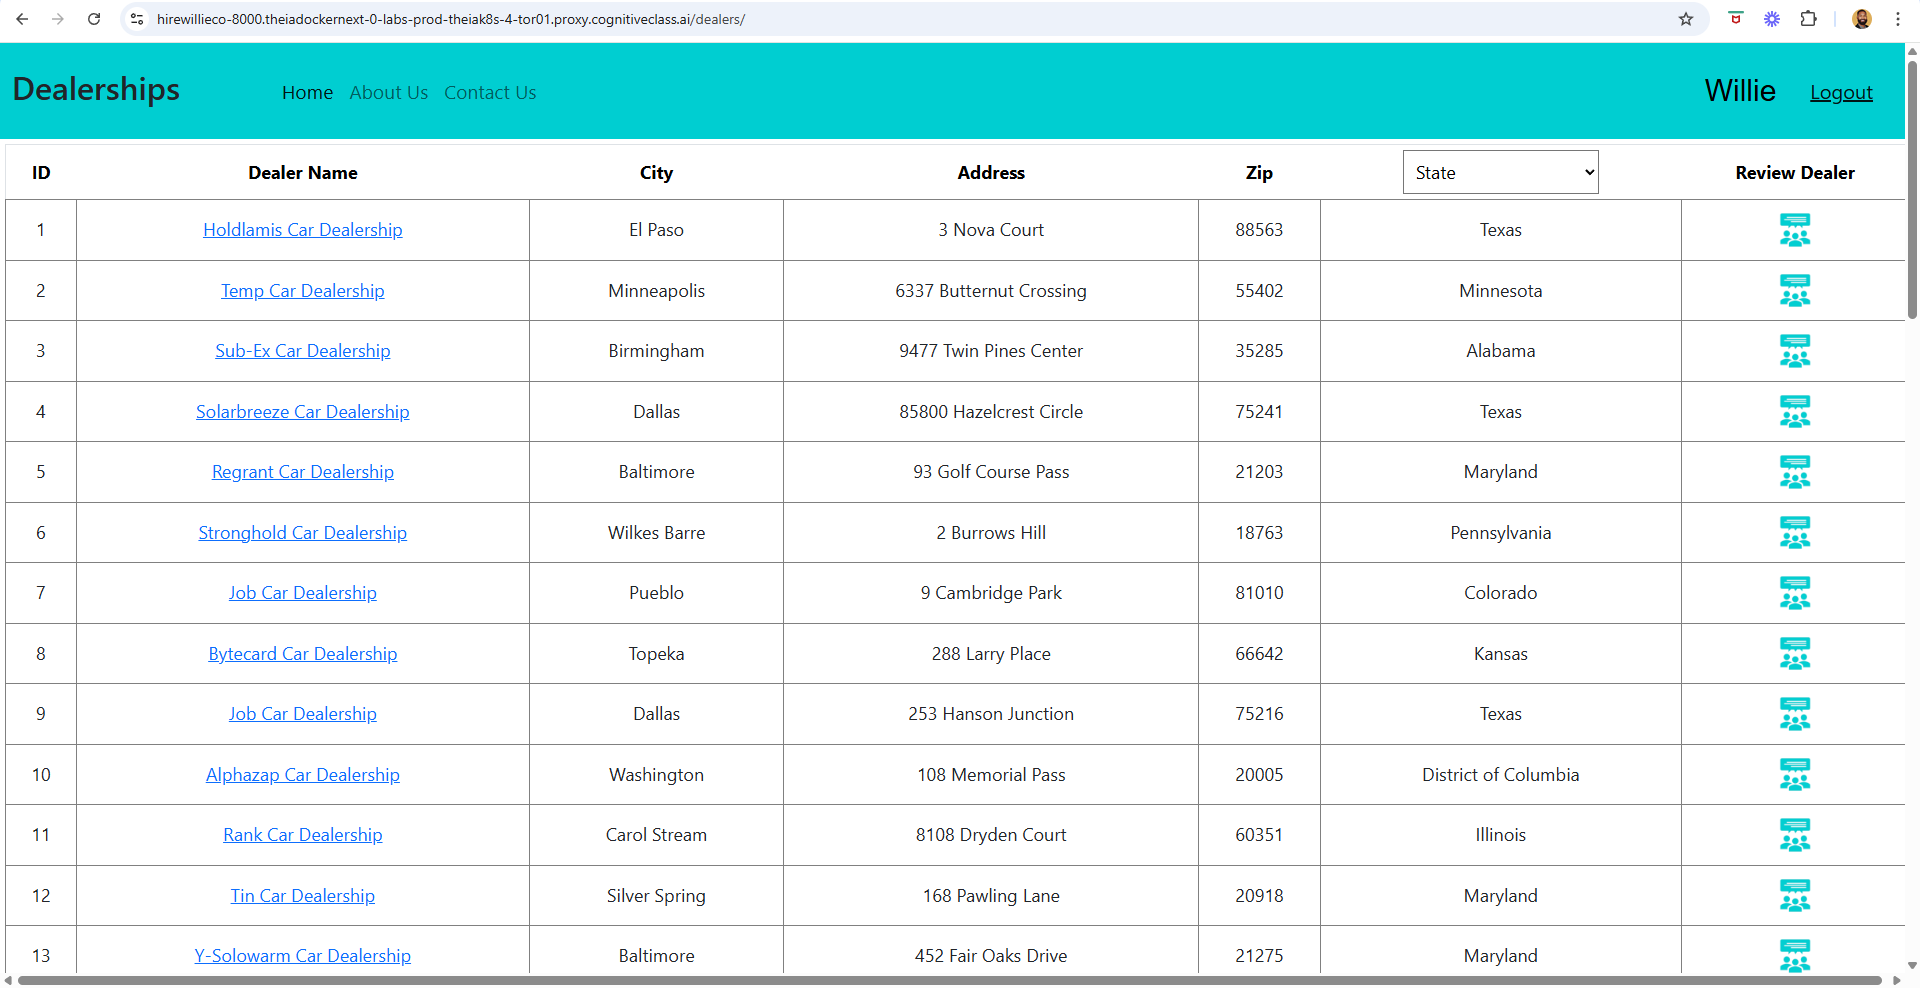 hirewillieco-8000.theiadockernext-0-labs-prod-theiak8s-4-tor01.proxy.cognitiveclass.ai/dealers/
Dealerships Home About Us Contact Us Willie Logout
ID Dealer Name City Address Zip State Review Dealer
1 Holdlamis Car Dealership El Paso 3 Nova Court 88563 Texas
2 Temp Car Dealership Minneapolis 6337 Butternut Crossing 55402 Minnesota
3 Sub-Ex Car Dealership Birmingham 9477 Twin Pines Center 35285 Alabama
4 Solarbreeze Car Dealership Dallas 85800 Hazelcrest Circle 75241 Texas
5 Regrant Car Dealership Baltimore 93 Golf Course Pass 21203 Maryland
6 Stronghold Car Dealership Wilkes Barre 2 Burrows Hill 18763 Pennsylvania
7 Job Car Dealership Pueblo 9 Cambridge Park 81010 Colorado
8 Bytecard Car Dealership Topeka 288 Larry Place 66642 Kansas
9 Job Car Dealership Dallas 253 Hanson Junction 75216 Texas
10 Alphazap Car Dealership Washington 108 Memorial Pass 20005 District of Columbia
11 Rank Car Dealership Carol Stream 8108 Dryden Court 60351 Illinois
12 Tin Car Dealership Silver Spring 168 Pawling Lane 20918 Maryland
13 Y-Solowarm Car Dealership Baltimore 452 Fair Oaks Drive 21275 Maryland